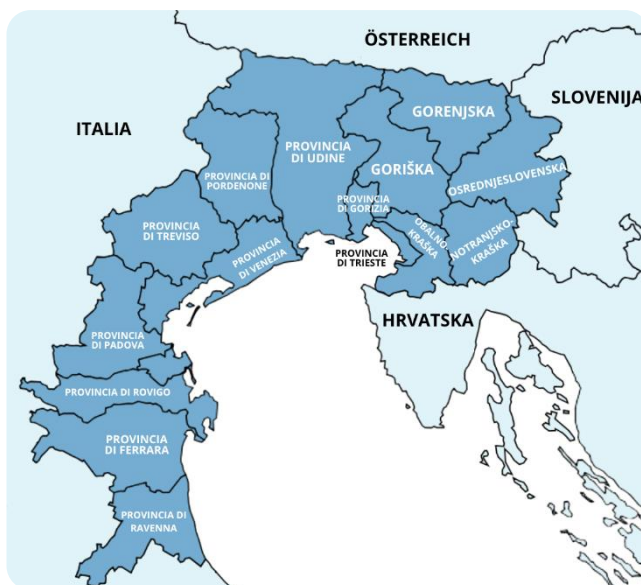 ÖSTERREICH
ITALIA
SLOVENIJA
GORENJSKA
PROVINCIA
DI UDINE
PROVINCIA DI
PORDENONE
GORIŠKA
OSREDNJESLOVENSKA
PROVINCIA
DI GORIZIA
PROVINCIA
DI TREVISO
OBALNO-
KRAŠKA
NOTRANJSKO-
KRAŠKA
PROVINCIA
DI VENEZIA
PROVINCIA
DI TRIESTE
HRVATSKA
PROVINCIA
DI PADOVA
PROVINCIA DI ROVIGO
PROVINCIA
DI FERRARA
PROVINCIA DI
RAVENNA